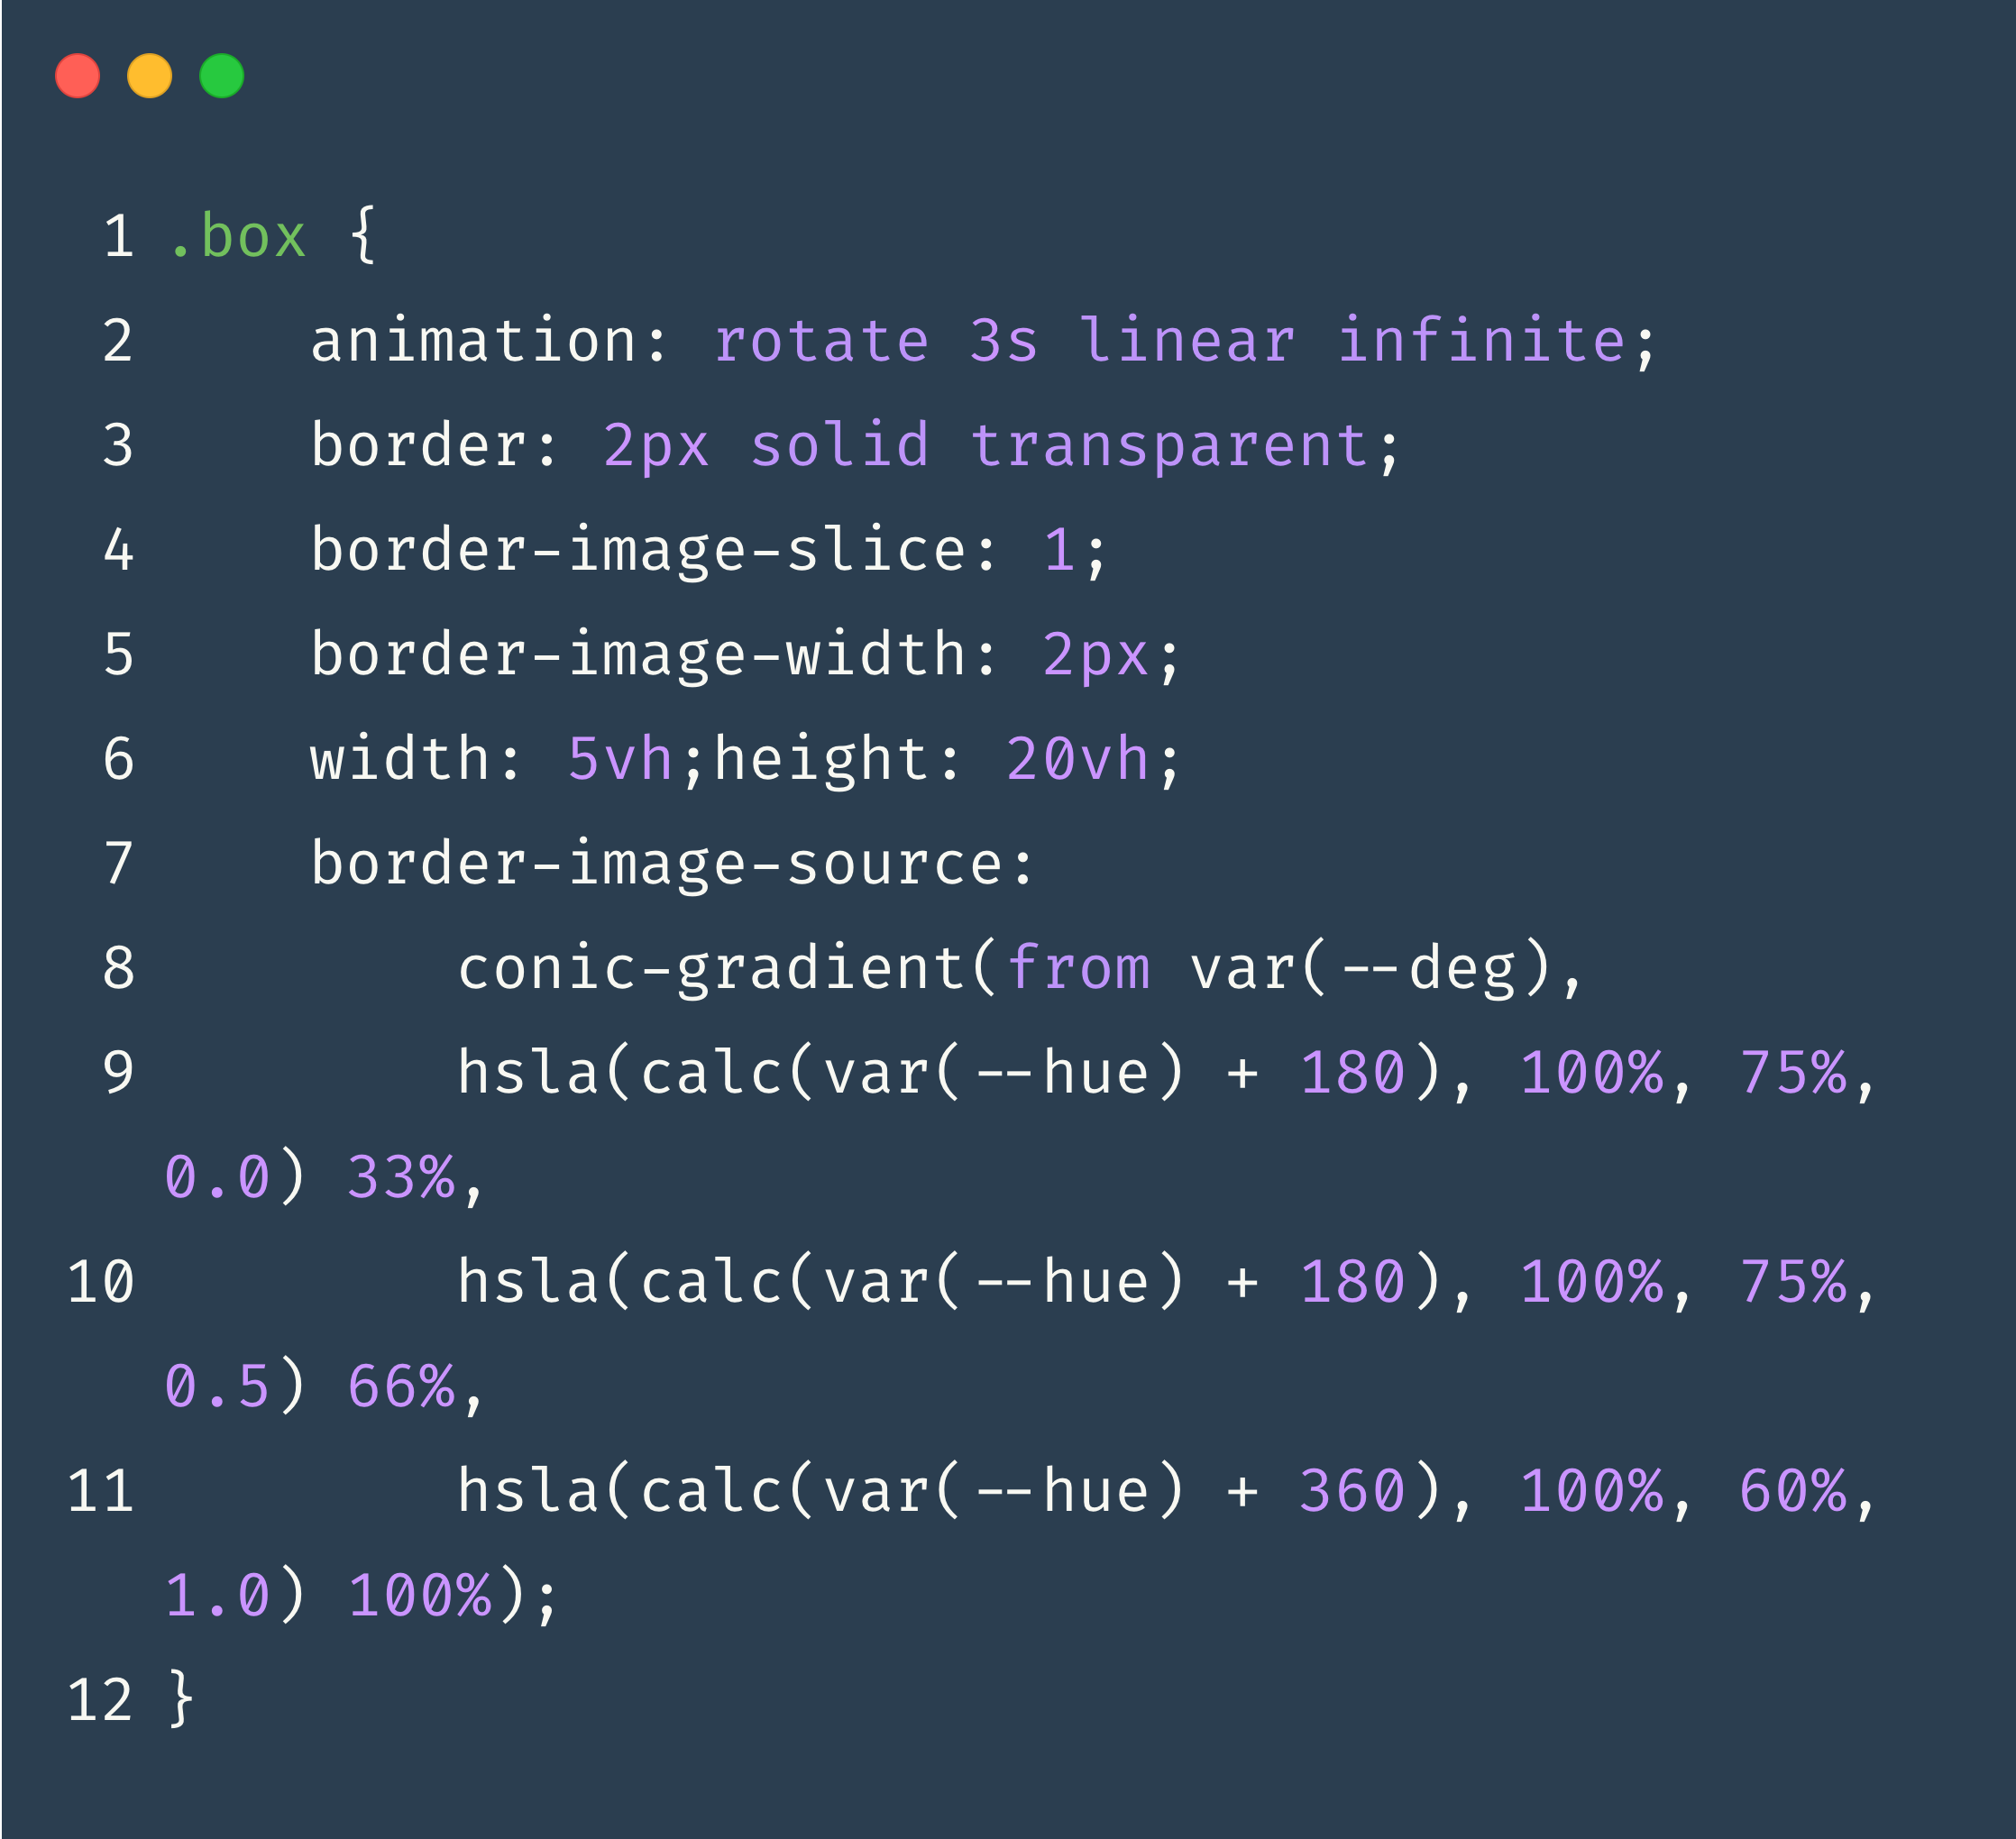 1 .box {
2     animation: rotate 3s linear infinite;
3     border: 2px solid transparent;
4     border-image-slice: 1;
5     border-image-width: 2px;
6     width: 5vh;height: 20vh;
7     border-image-source:
8         conic-gradient(from var(--deg),
9         hsla(calc(var(--hue) + 180), 100%, 75%,
0.0) 33%,
10         hsla(calc(var(--hue) + 180), 100%, 75%,
0.5) 66%,
11         hsla(calc(var(--hue) + 360), 100%, 60%,
1.0) 100%);
12 }